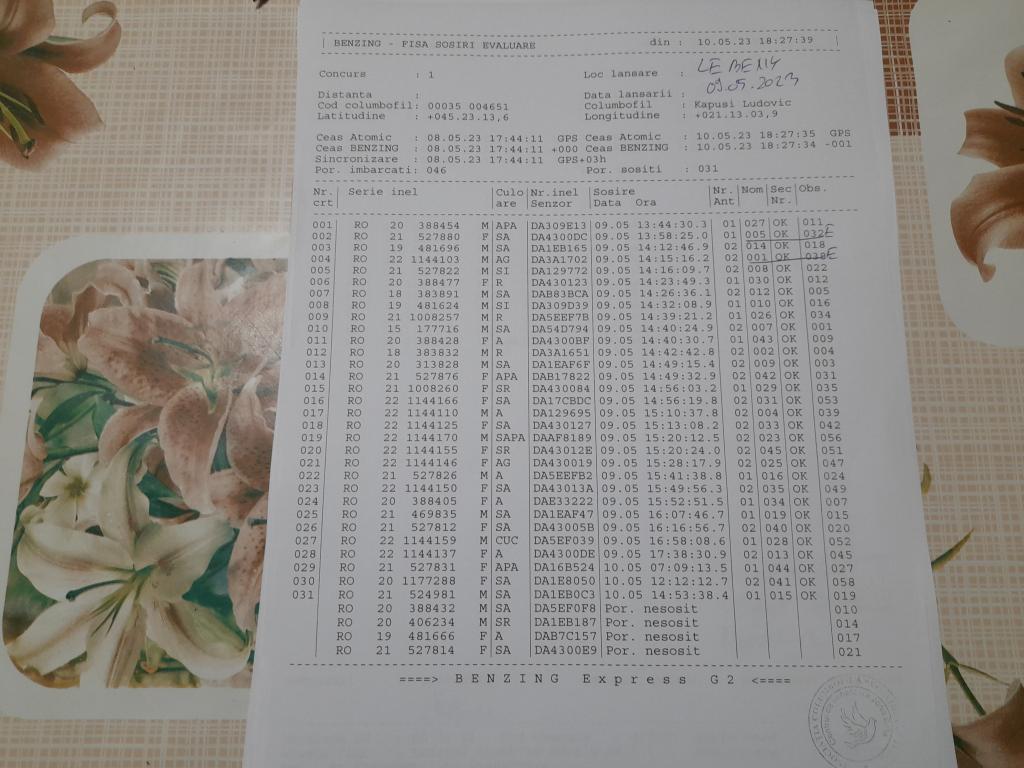 BENZING - FISA SOSIRI EVALUARE din : 10.05.23 18:27:39
Concurs : 1 Loc lansare : LEBENY
Distanta : Data lansarii : 09.05.2023
Cod columbofil: 00035 004651 Columbofil : Kapusi Ludovic
Latitudine : +045.23.13,6 Longitudine : +021.13.03,9
Ceas Atomic : 08.05.23 17:44:11 GPS Ceas Atomic : 10.05.23 18:27:35 GPS
Ceas BENZING : 08.05.23 17:44:11 +000 Ceas BENZING : 10.05.23 18:27:34 -001
Sincronizare : 08.05.23 17:44:11 GPS+03h
Por. imbarcati: 046 Por. sositi : 031
Nr. Serie inel Culo Nr.inel Sosire Nr. Nom Sec Obs.
crt are Senzor Data Ora Ant Nr.
001 RO 20 388454 M APA DA309E13 09.05 13:44:30.3 01 027 OK 011
002 RO 21 527880 F SA DA4300DC 09.05 13:58:25.0 01 005 OK 032 E
003 RO 19 481696 M SA DA1EB165 09.05 14:12:46.9 02 014 OK 018
004 RO 22 1144103 M AG DA3A1702 09.05 14:15:16.2 02 001 OK 038 E
005 RO 21 527822 M SI DA129772 09.05 14:16:09.7 02 008 OK 022
006 RO 20 388477 F R DA430123 09.05 14:23:49.3 01 030 OK 012
007 RO 18 383891 M SA DAB83BCA 09.05 14:26:36.1 02 012 OK 005
008 RO 19 481624 M SI DA309D39 09.05 14:32:08.9 01 010 OK 016
009 RO 21 1008257 M R DA5EEF7B 09.05 14:39:21.2 01 026 OK 034
010 RO 15 177716 M SA DA54D794 09.05 14:40:24.9 02 007 OK 001
011 RO 20 388428 F A DA4300BF 09.05 14:40:30.7 01 043 OK 009
012 RO 18 383832 M R DA3A1651 09.05 14:42:42.8 02 002 OK 004
013 RO 20 313828 M SA DA1EAF6F 09.05 14:49:15.4 02 009 OK 003
014 RO 21 527876 F APA DAB17822 09.05 14:49:32.9 02 042 OK 031
015 RO 21 1008260 F SR DA430084 09.05 14:56:03.2 01 029 OK 035
016 RO 22 1144166 F SA DA17CBDC 09.05 14:56:19.8 02 031 OK 053
017 RO 22 1144110 M A DA129695 09.05 15:10:37.8 02 004 OK 039
018 RO 22 1144125 F SA DA430127 09.05 15:13:08.2 02 033 OK 042
019 RO 22 1144170 M SAPA DAAF8189 09.05 15:20:12.5 02 023 OK 056
020 RO 22 1144155 F SR DA43012E 09.05 15:20:24.0 02 045 OK 051
021 RO 22 1144146 F AG DA430019 09.05 15:28:17.9 02 025 OK 047
022 RO 21 527826 M A DA5EEFB2 09.05 15:41:38.8 01 016 OK 024
023 RO 22 1144150 F SA DA43013A 09.05 15:49:56.3 02 035 OK 049
024 RO 20 388405 F A DAE33222 09.05 15:52:51.5 01 034 OK 007
025 RO 21 469835 M SA DA1EAF47 09.05 16:07:46.7 01 019 OK 015
026 RO 21 527812 F SA DA43005B 09.05 16:16:56.7 02 040 OK 020
027 RO 22 1144159 M CUC DA5EF039 09.05 16:58:08.6 01 028 OK 052
028 RO 22 1144137 F A DA4300DE 09.05 17:38:30.9 02 013 OK 045
029 RO 21 527831 F APA DA16B524 10.05 07:09:13.5 01 044 OK 027
030 RO 20 1177288 F SA DA1E8050 10.05 12:12:12.7 02 041 OK 058
031 RO 21 524981 M SA DA1EB0C3 10.05 14:53:38.4 01 015 OK 019
RO 20 388432 M SA DA5EF0F8 Por. nesosit 010
RO 20 406234 M SR DA1EB187 Por. nesosit 014
RO 19 481666 F A DAB7C157 Por. nesosit 017
RO 21 527814 F SA DA4300E9 Por. nesosit 021
====> BENZING Express G2 <====